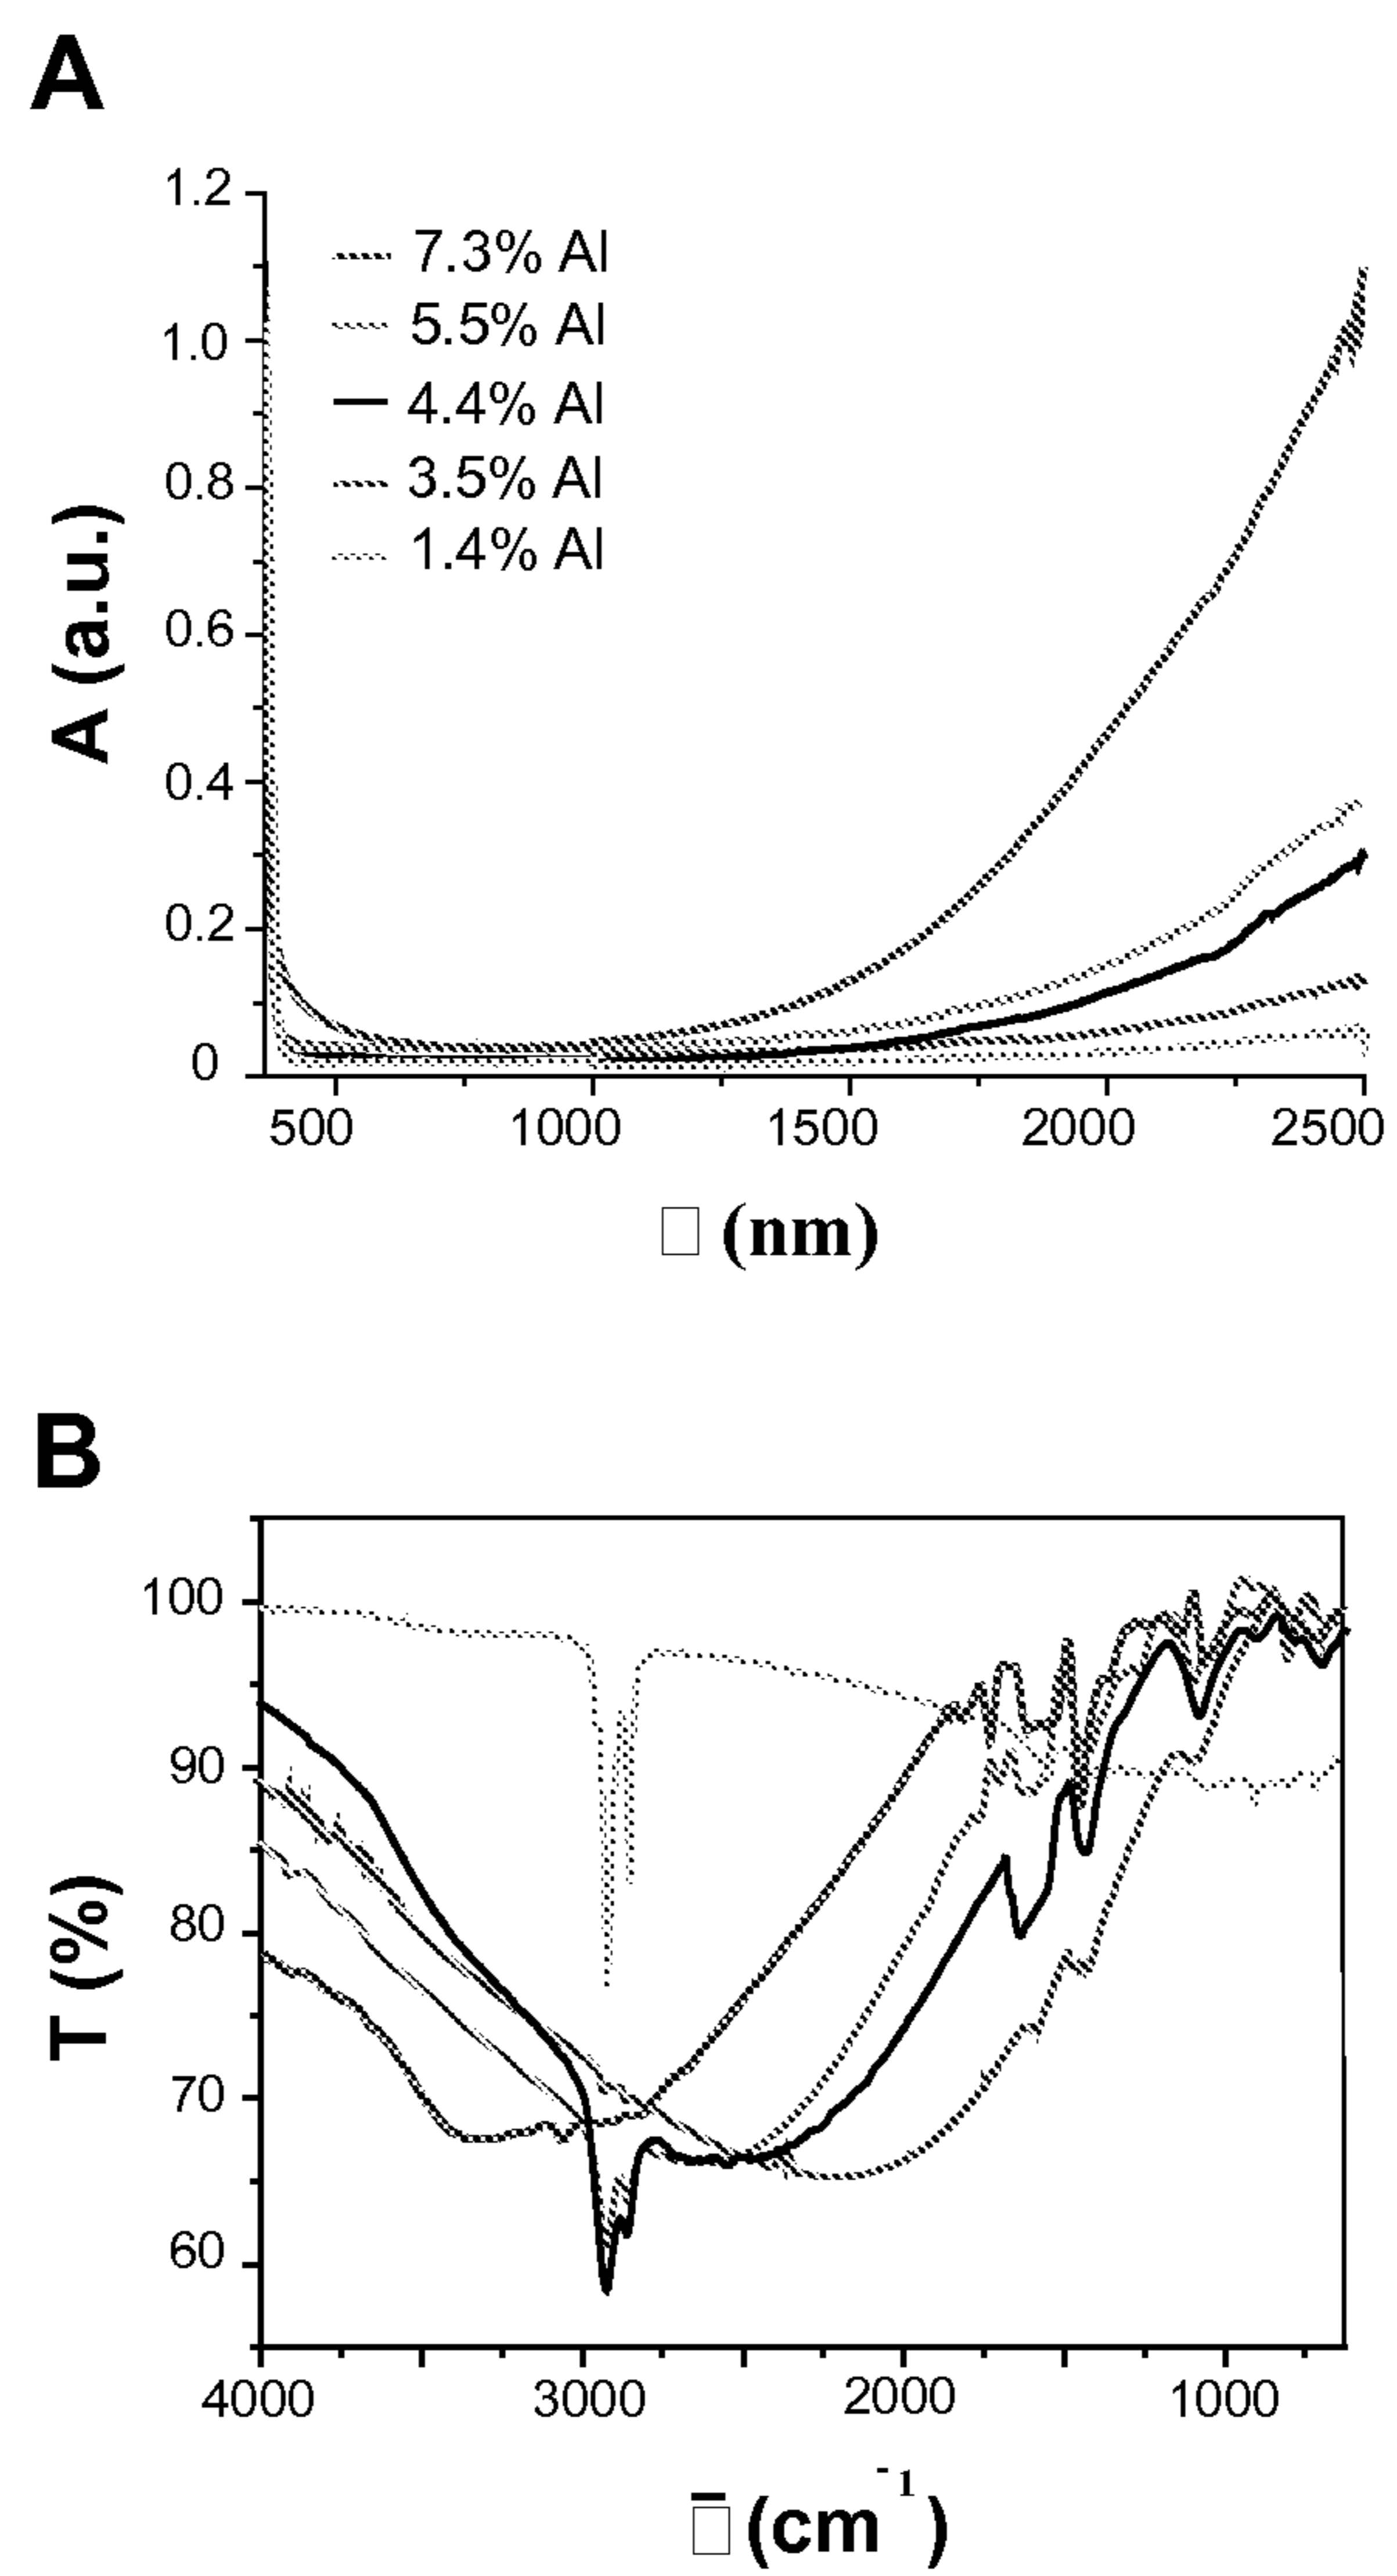 A
1.2
1.0
0.8
0.6
0.4
0.2
0
A (a.u.)
7.3% Al
5.5% Al
4.4% Al
3.5% Al
1.4% Al
500 1000 1500 2000 2500
□ (nm)
B
100
90
80
70
60
T (%)
4000 3000 2000 1000
□̅ (cm⁻¹)